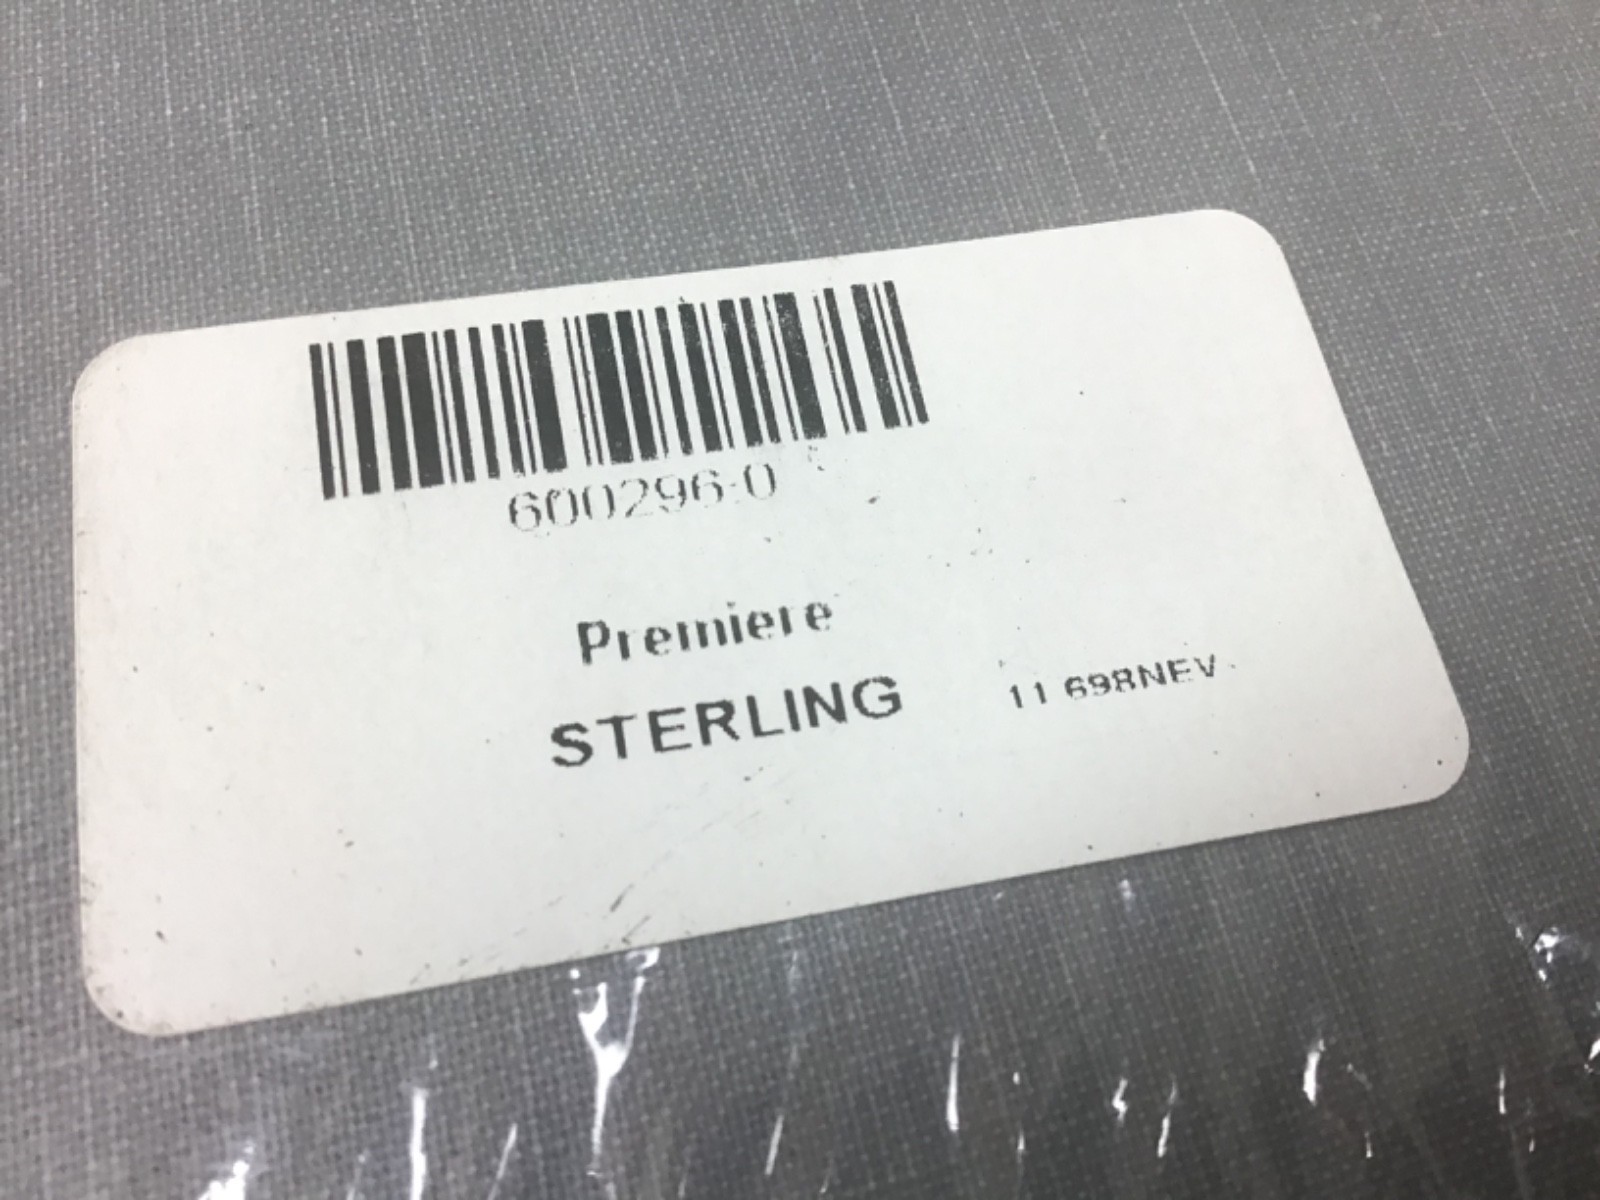 600296-0
Premiere
STERLING 11 698NEV